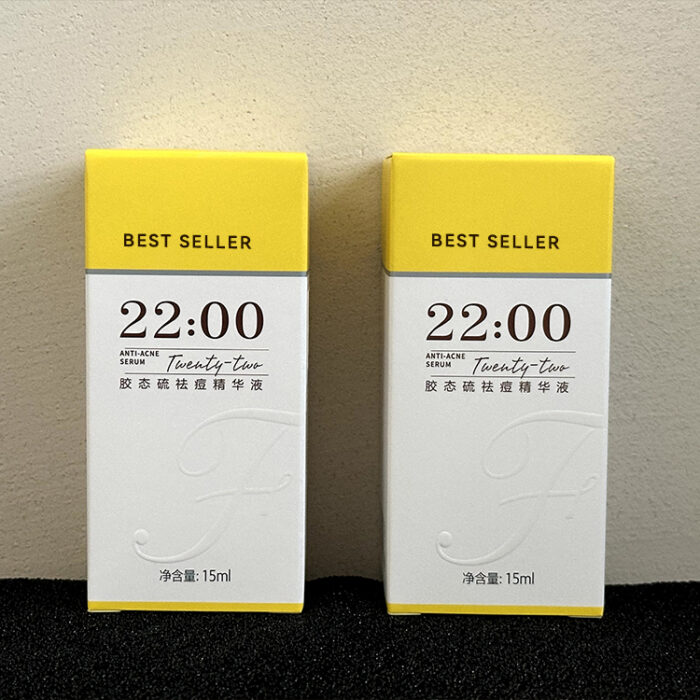 BEST SELLER
22:00
ANTI-ACNE
SERUM
Twenty-two
胶态硫祛痘精华液
F
净含量: 15ml
BEST SELLER
22:00
ANTI-ACNE
SERUM
Twenty-two
胶态硫祛痘精华液
F
净含量: 15ml